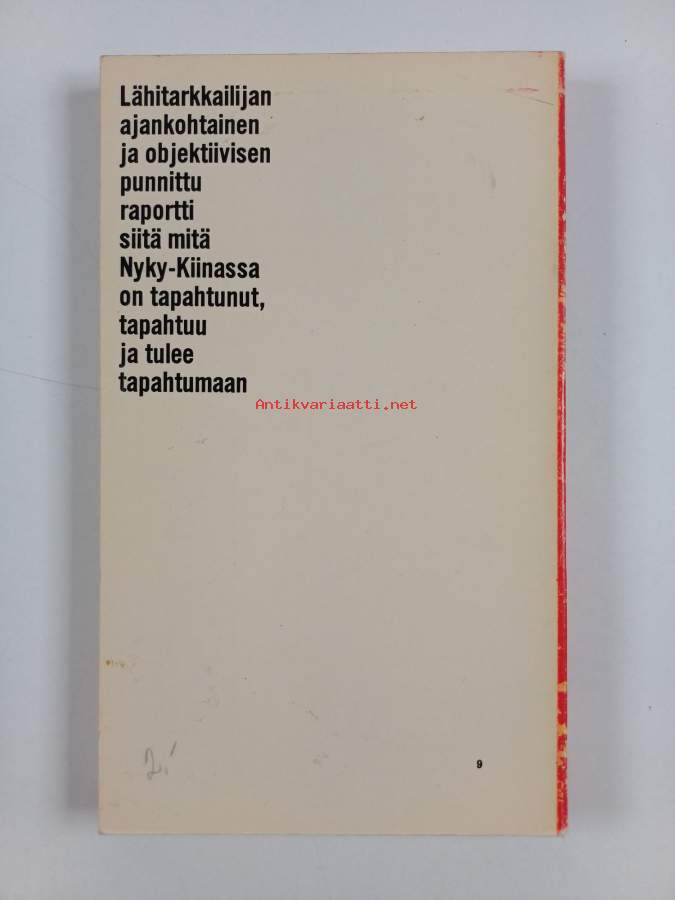 Lähitarkkailijan
ajankohtainen
ja objektiivisen
punnittu
raportti
siitä mitä
Nyky-Kiinassa
on tapahtunut,
tapahtuu
ja tulee
tapahtumaan
Antikvariaatti.net
9
2,